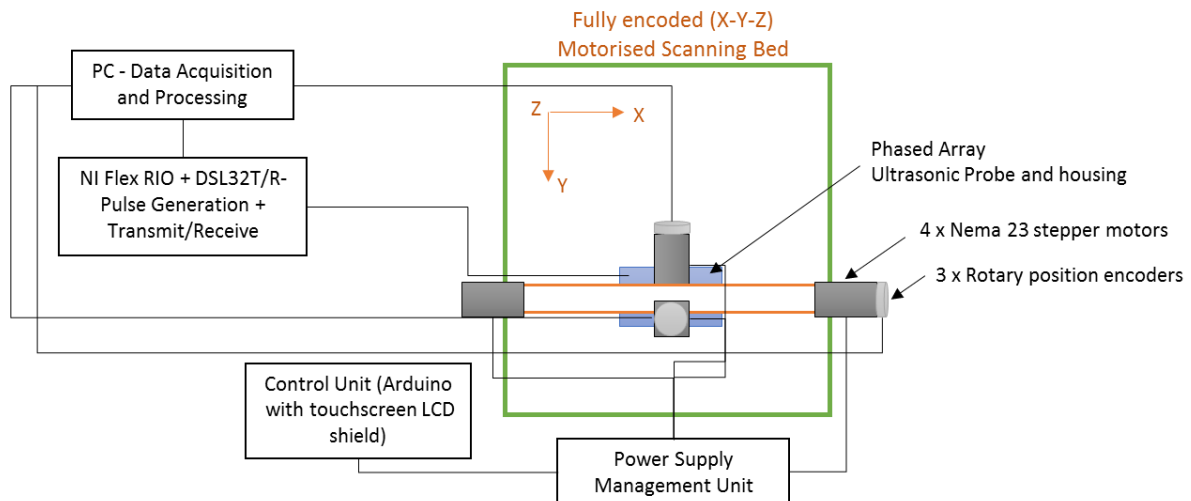 Fully encoded (X-Y-Z)
Motorised Scanning Bed
PC - Data Acquisition
and Processing
Z
X
Y
NI Flex RIO + DSL32T/R-
Pulse Generation +
Transmit/Receive
Phased Array
Ultrasonic Probe and housing
4 x Nema 23 stepper motors
3 x Rotary position encoders
Control Unit (Arduino
with touchscreen LCD
shield)
Power Supply
Management Unit